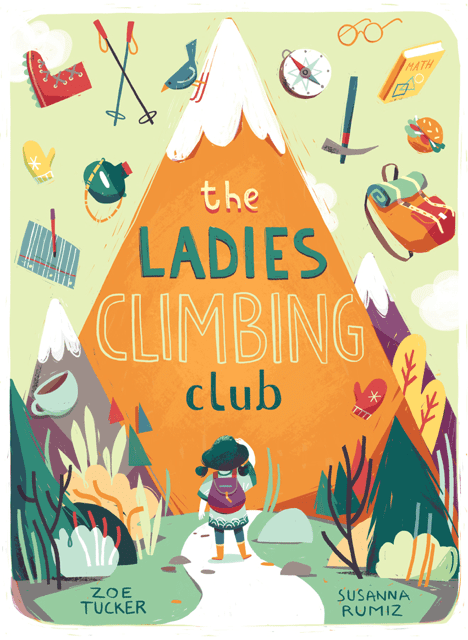 MATH
the
LADIES
CLIMBING
club
ZOE
TUCKER
SUSANNA
RUMIZ